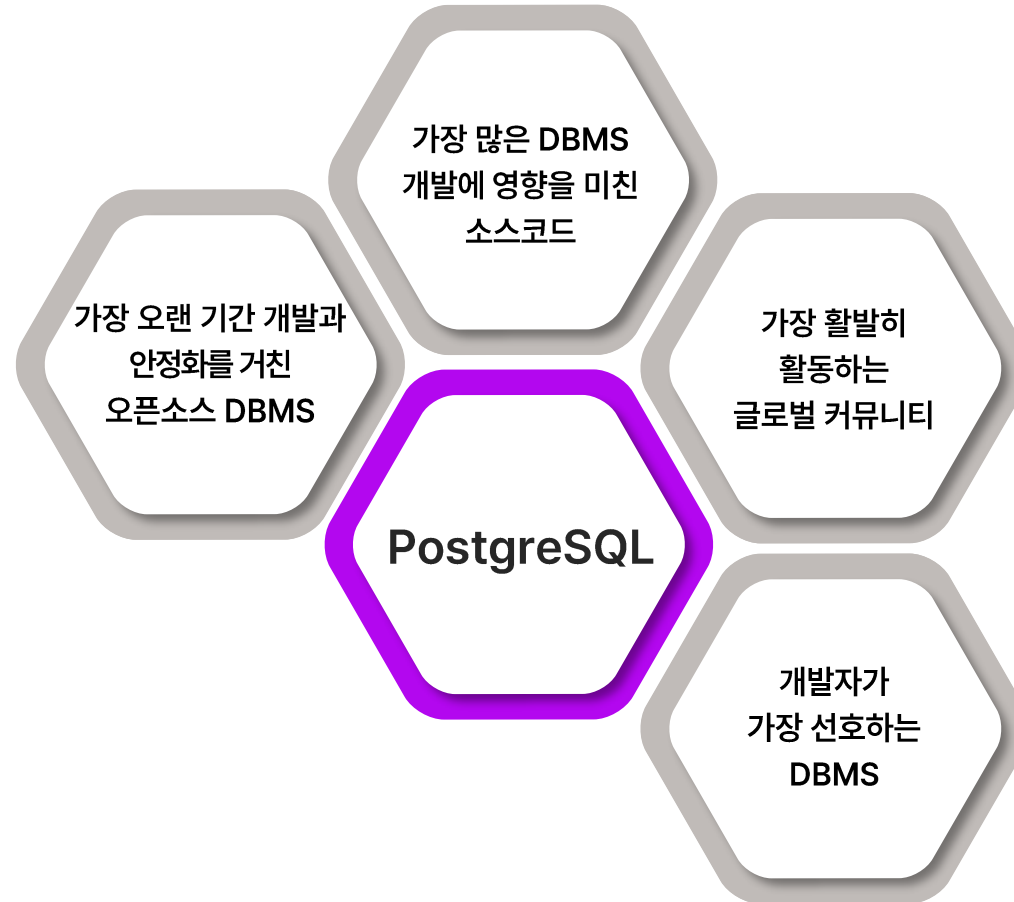 가장 많은 DBMS
개발에 영향을 미친
소스코드
가장 오랜 기간 개발과
안정화를 거친
오픈소스 DBMS
가장 활발히
활동하는
글로벌 커뮤니티
PostgreSQL
개발자가
가장 선호하는
DBMS